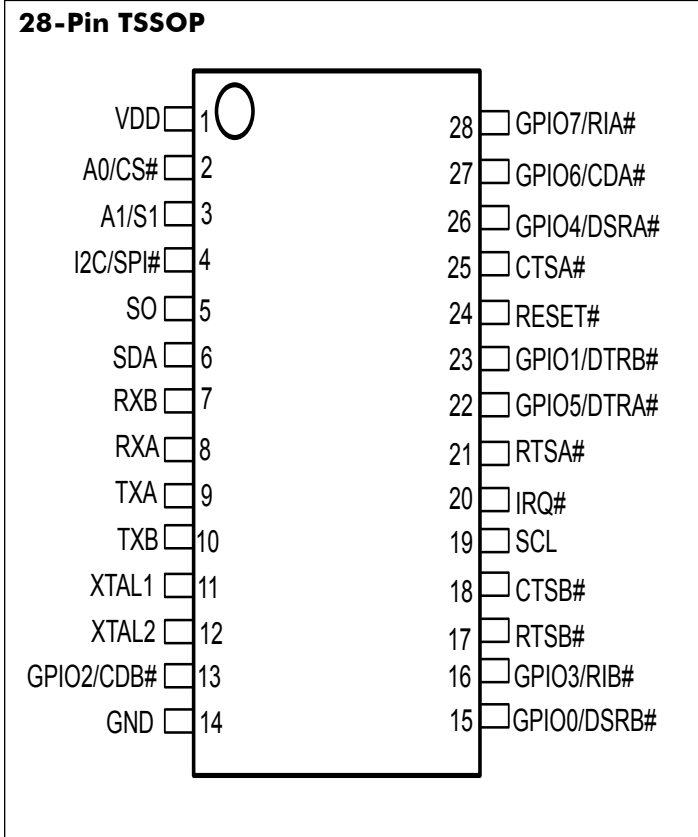 28-Pin TSSOP
VDD 1
A0/CS# 2
A1/S1 3
I2C/SPI# 4
SO 5
SDA 6
RXB 7
RXA 8
TXA 9
TXB 10
XTAL1 11
XTAL2 12
GPIO2/CDB# 13
GND 14
28 GPIO7/RIA#
27 GPIO6/CDA#
26 GPIO4/DSRA#
25 CTSA#
24 RESET#
23 GPIO1/DTRB#
22 GPIO5/DTRA#
21 RTSA#
20 IRQ#
19 SCL
18 CTSB#
17 RTSB#
16 GPIO3/RIB#
15 GPIO0/DSRB#